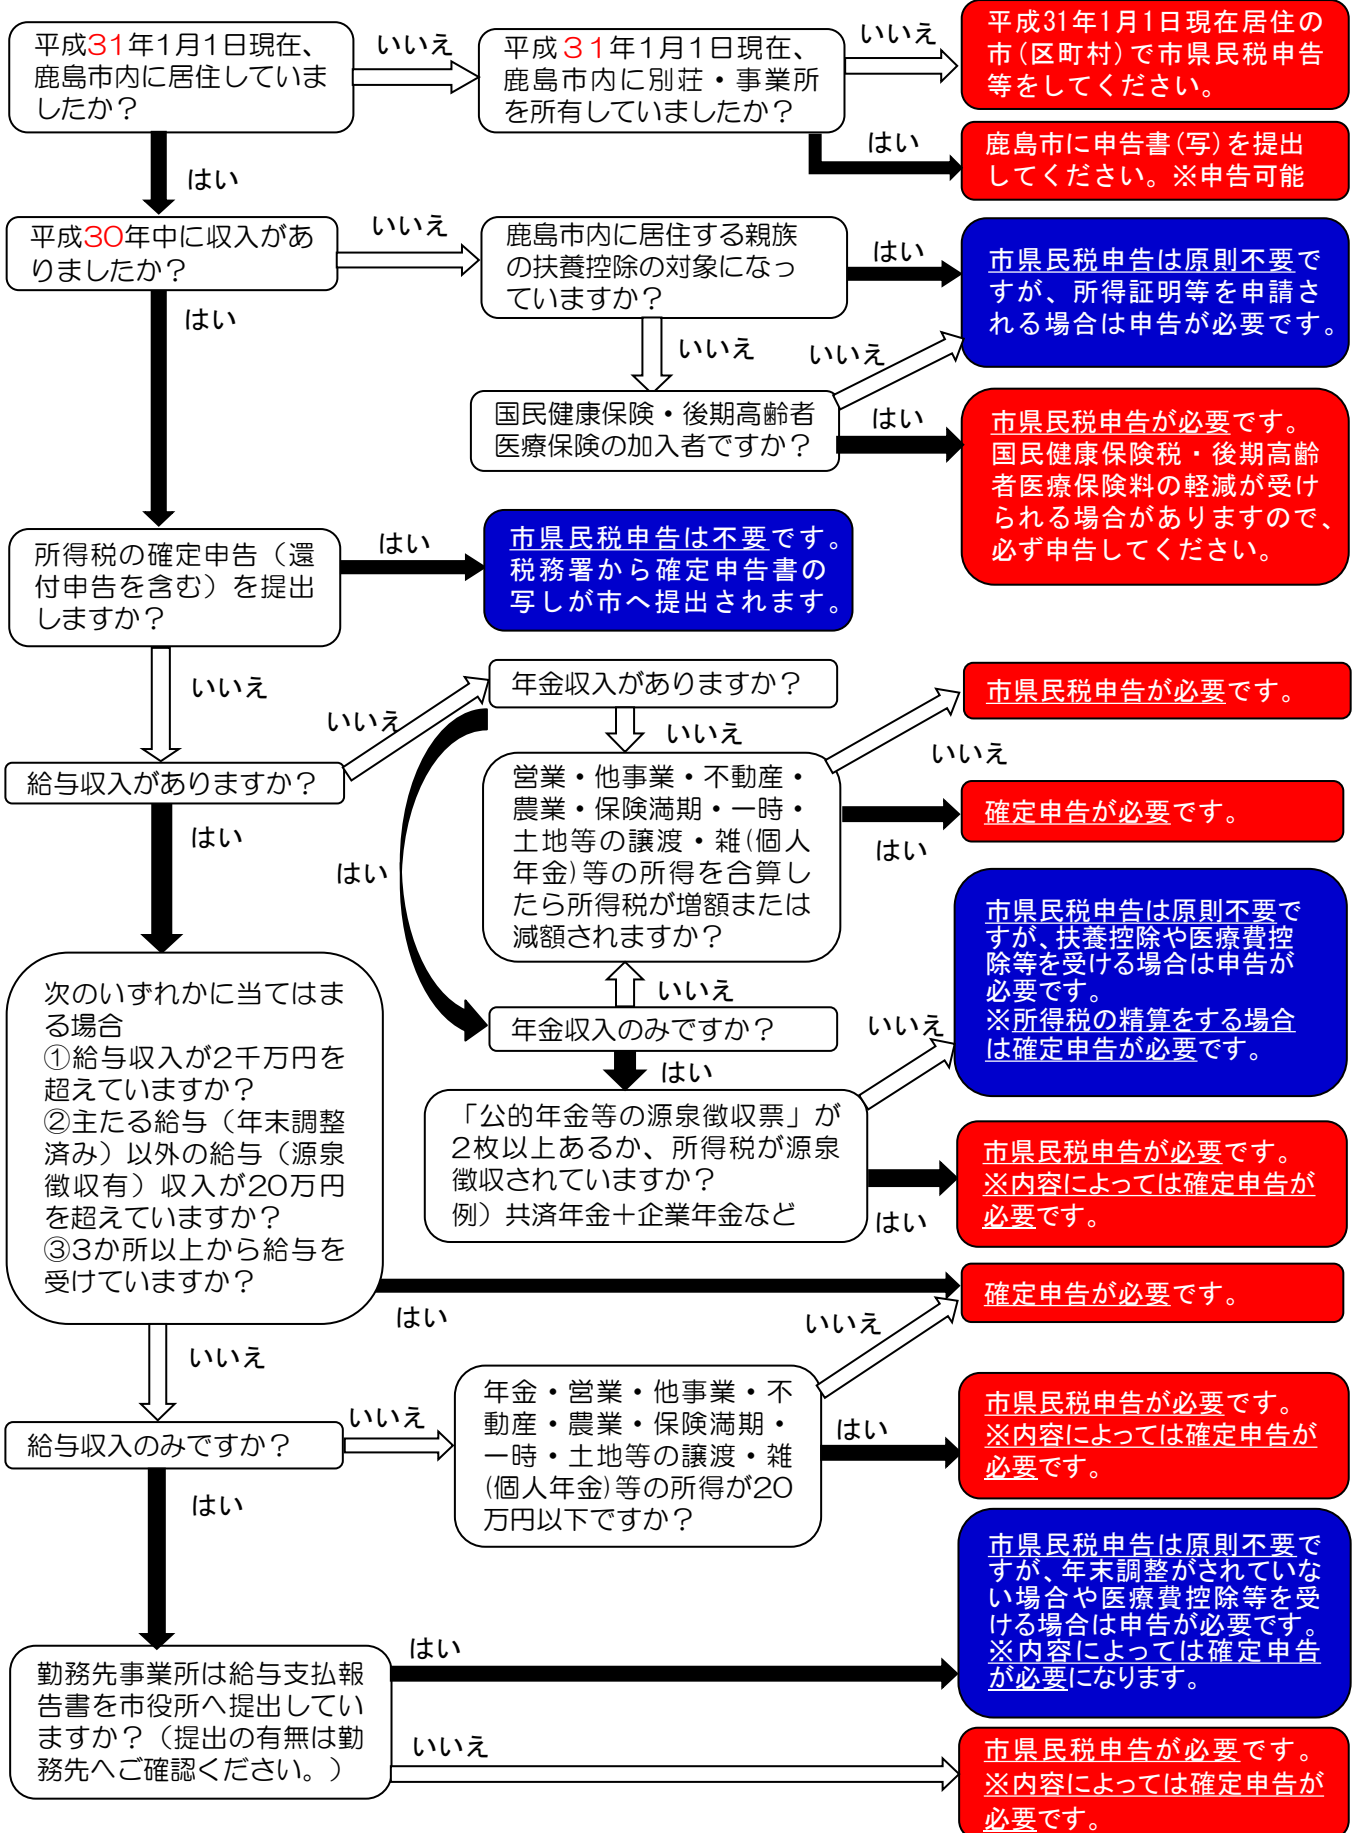 平成31年1月1日現在、
鹿島市内に居住していま
したか？
いいえ
平成３１年1月1日現在、
鹿島市内に別荘・事業所
を所有していましたか？
いいえ
平成31年1月1日現在居住の
市(区町村)で市県民税申告
等をしてください。
はい
鹿島市に申告書(写)を提出
してください。※申告可能
はい
平成30年中に収入があ
りましたか？
いいえ
鹿島市内に居住する親族
の扶養控除の対象になっ
ていますか？
はい
市県民税申告は原則不要で
すが、所得証明等を申請さ
れる場合は申告が必要です。
はい
いいえ
いいえ
国民健康保険・後期高齢者
医療保険の加入者ですか？
はい
市県民税申告が必要です。
国民健康保険税・後期高齢
者医療保険料の軽減が受け
られる場合がありますので、
必ず申告してください。
所得税の確定申告（還
付申告を含む）を提出
しますか？
はい
市県民税申告は不要です。
税務署から確定申告書の
写しが市へ提出されます。
いいえ
いいえ
年金収入がありますか？
市県民税申告が必要です。
いいえ
いいえ
給与収入がありますか？
営業・他事業・不動産・
農業・保険満期・一時・
土地等の譲渡・雑(個人
年金)等の所得を合算し
たら所得税が増額または
減額されますか？
確定申告が必要です。
はい
はい
はい
市県民税申告は原則不要で
すが、扶養控除や医療費控
除等を受ける場合は申告が
必要です。
※所得税の精算をする場合
は確定申告が必要です。
次のいずれかに当てはま
る場合
①給与収入が2千万円を
超えていますか？
②主たる給与（年末調整
済み）以外の給与（源泉
徴収有）収入が20万円
を超えていますか？
③3か所以上から給与を
受けていますか？
いいえ
年金収入のみですか？
いいえ
はい
「公的年金等の源泉徴収票」が
2枚以上あるか、所得税が源泉
徴収されていますか？
例）共済年金＋企業年金など
はい
市県民税申告が必要です。
※内容によっては確定申告が
必要です。
はい
確定申告が必要です。
いいえ
いいえ
年金・営業・他事業・不
動産・農業・保険満期・
一時・土地等の譲渡・雑
(個人年金)等の所得が20
万円以下ですか？
給与収入のみですか？
いいえ
はい
市県民税申告が必要です。
※内容によっては確定申告が
必要です。
はい
市県民税申告は原則不要で
すが、年末調整がされていな
い場合や医療費控除等を受
ける場合は申告が必要です。
※内容によっては確定申告
が必要になります。
勤務先事業所は給与支払報
告書を市役所へ提出してい
ますか？（提出の有無は勤
務先へご確認ください。）
はい
いいえ
市県民税申告が必要です。
※内容によっては確定申告が
必要です。